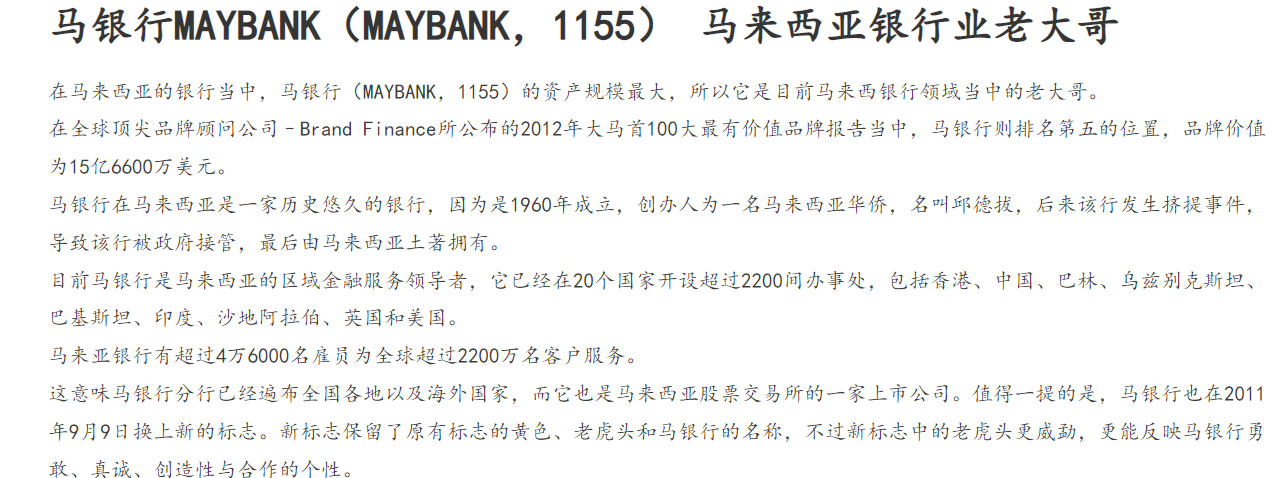 马银行MAYBANK（MAYBANK, 1155） 马来西亚银行业老大哥
在马来西亚的银行当中，马银行（MAYBANK, 1155）的资产规模最大，所以它是目前马来西银行领域当中的老大哥。
在全球顶尖品牌顾问公司–Brand Finance所公布的2012年大马首100大最有价值品牌报告当中，马银行则排名第五的位置，品牌价值
为15亿6600万美元。
马银行在马来西亚是一家历史悠久的银行，因为是1960年成立，创办人为一名马来西亚华侨，名叫邱德拔，后来该行发生挤提事件，
导致该行被政府接管，最后由马来西亚土著拥有。
目前马银行是马来西亚的区域金融服务领导者，它已经在20个国家开设超过2200间办事处，包括香港、中国、巴林、乌兹别克斯坦、
巴基斯坦、印度、沙地阿拉伯、英国和美国。
马来亚银行有超过4万6000名雇员为全球超过2200万名客户服务。
这意味马银行分行已经遍布全国各地以及海外国家，而它也是马来西亚股票交易所的一家上市公司。值得一提的是，马银行也在2011
年9月9日换上新的标志。新标志保留了原有标志的黄色、老虎头和马银行的名称，不过新标志中的老虎头更威勐，更能反映马银行勇
敢、真诚、创造性与合作的个性。